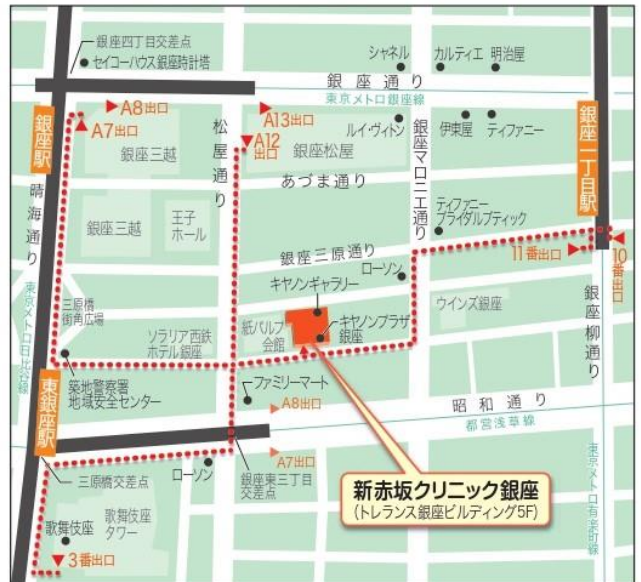 銀座四丁目交差点
セイコーハウス銀座時計塔
シャネル
カルティエ
明治屋
銀座通り
東京メトロ銀座線
A8出口
A7出口
銀座三越
松屋通り
A13出口
A12
出口
銀座松屋
ルイ・ヴィトン
伊東屋
ティファニー
銀座駅
銀座一丁目駅
あづま通り
銀座マロニエ通り
晴海通り
東京メトロ日比谷線
銀座三越
王子
ホール
ティファニー
ブライダルブティック
銀座三原通り
ローソン
11番出口
10番出口
キヤノンギャラリー
三原橋
街角広場
ソラリア西鉄
ホテル銀座
紙パルプ
会館
キヤノンプラザ
銀座
ウインズ銀座
銀座柳通り
築地警察署
地域安全センター
ファミリーマート
A8出口
昭和通り
都営浅草線
東銀座駅
A7出口
三原橋交差点
ローソン
銀座東三丁目
交差点
東京メトロ有楽町線
歌舞伎座
歌舞伎座
タワー
3番出口
新赤坂クリニック銀座
(トレランス銀座ビルディング5F)